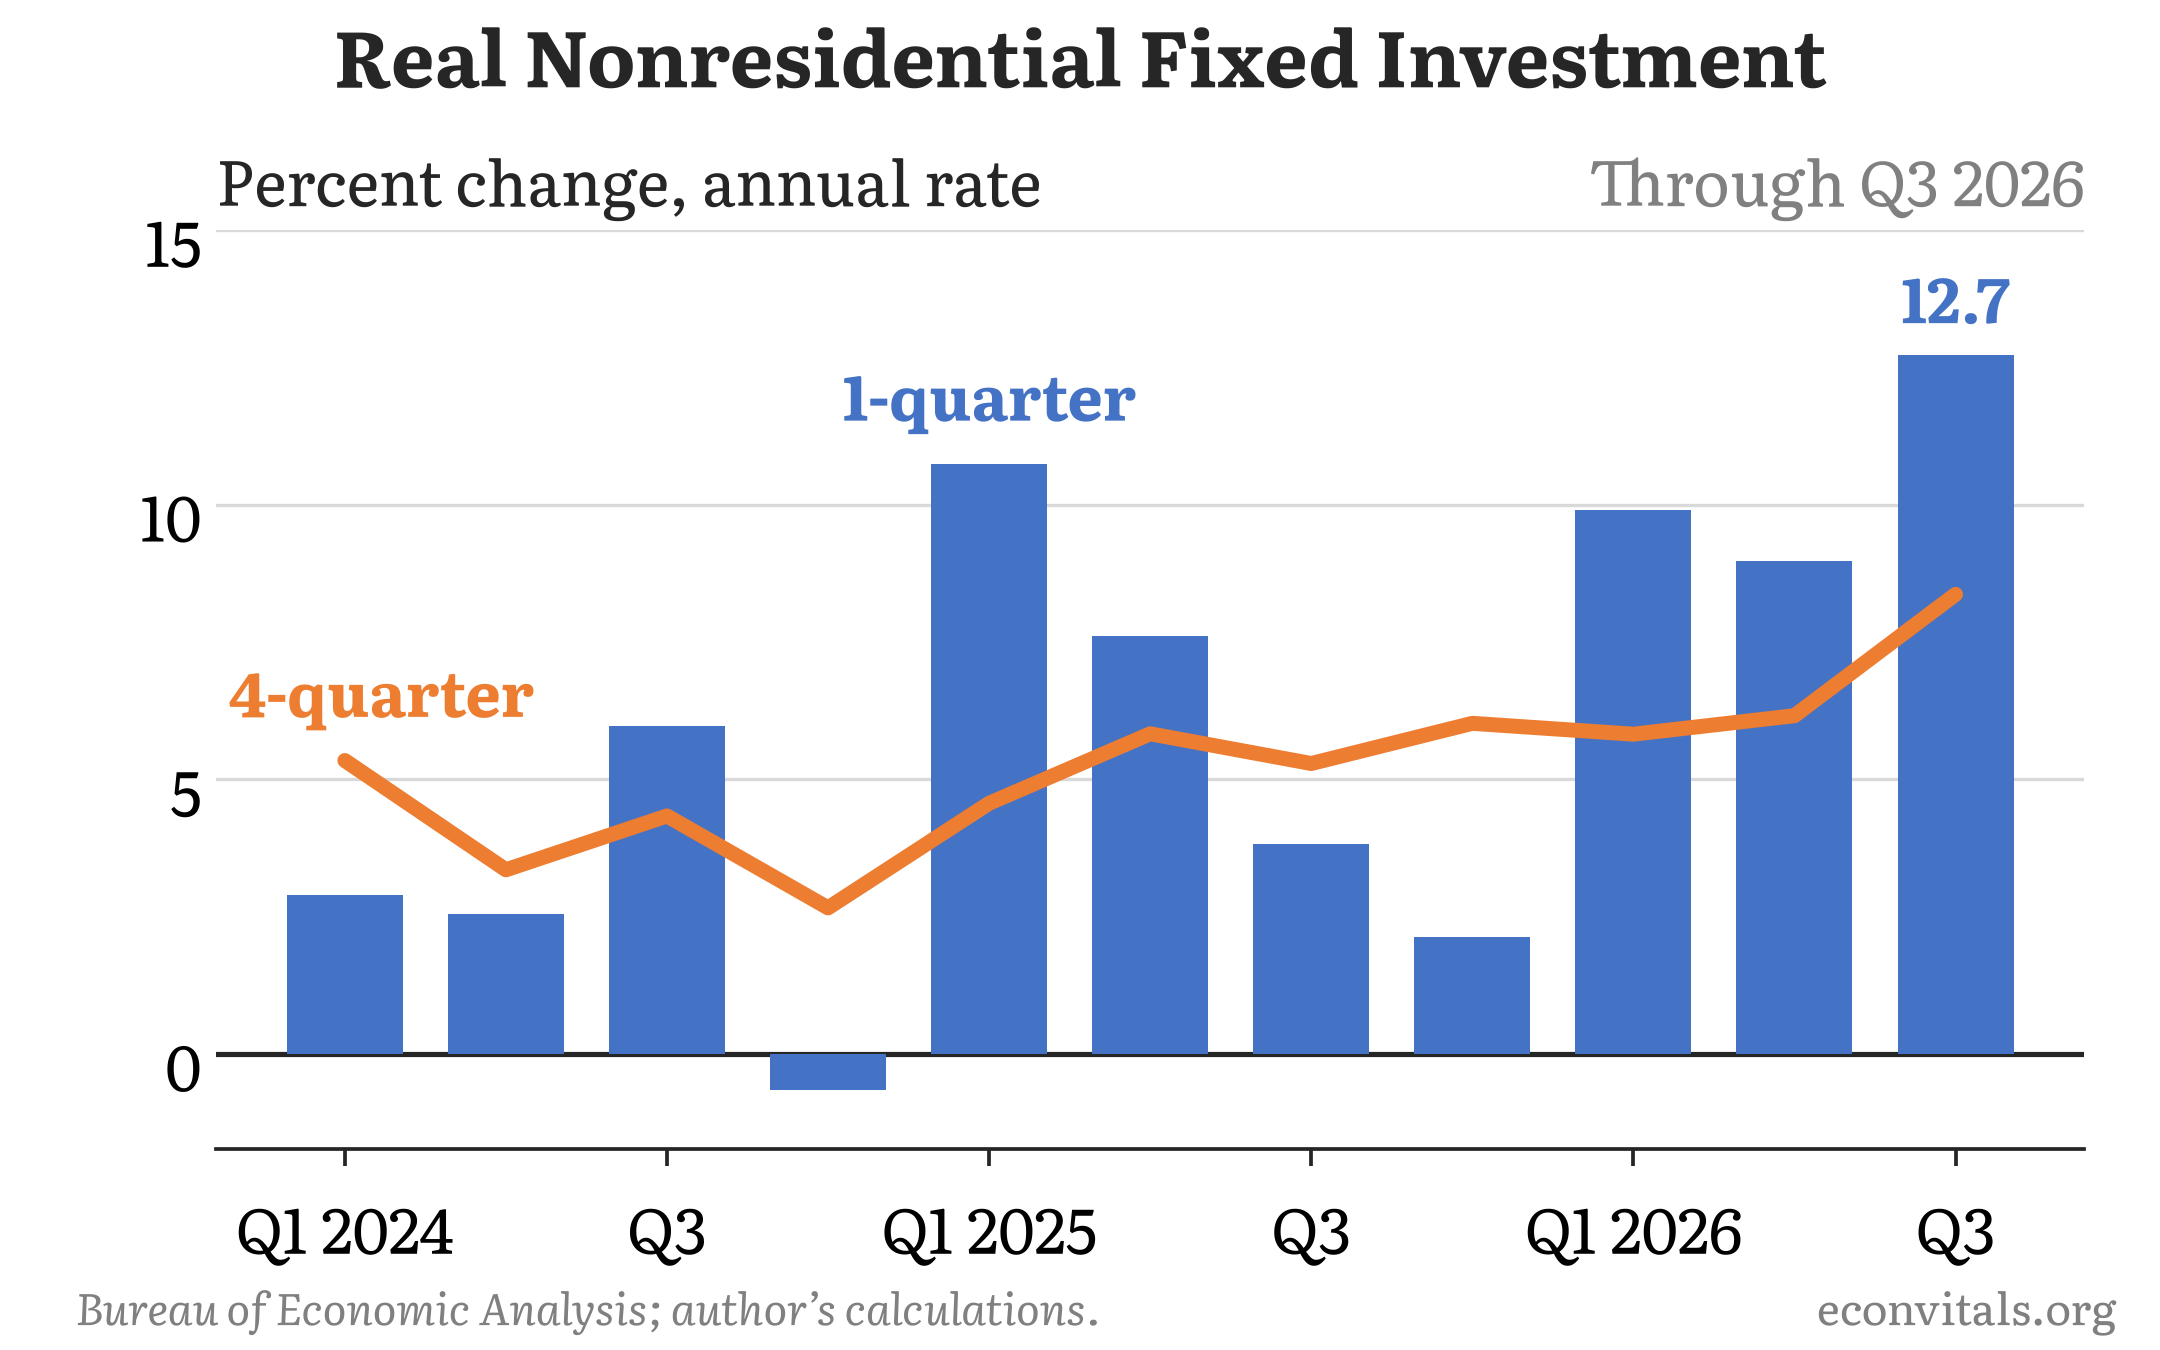 Real Nonresidential Fixed Investment
Percent change, annual rate
Through Q3 2026
15
12.7
1-quarter
10
4-quarter
5
0
Q1 2024 Q3 Q1 2025 Q3 Q1 2026 Q3
Bureau of Economic Analysis; author’s calculations.
econvitals.org